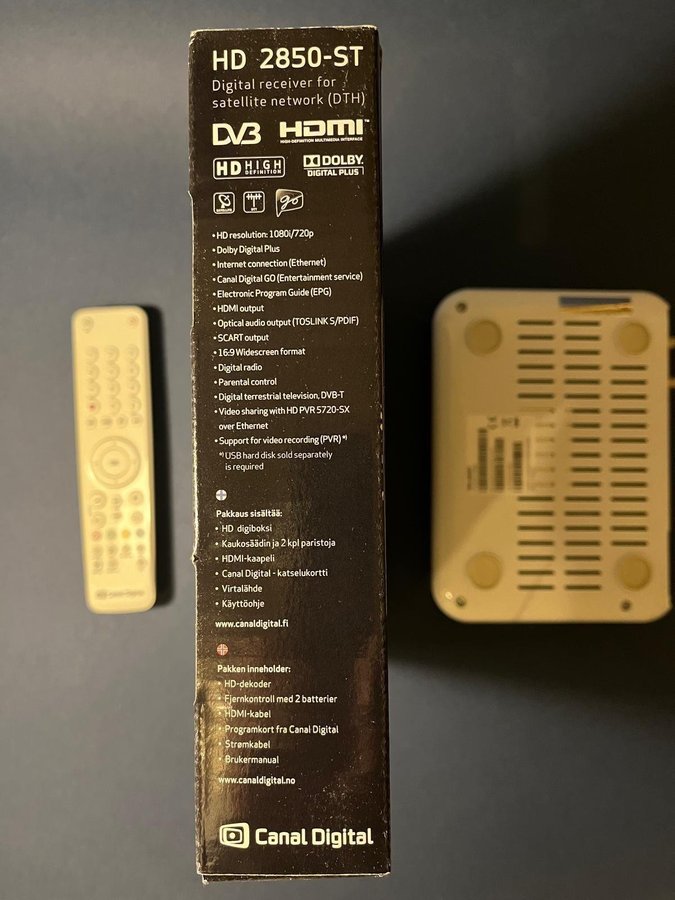 HD 2850-ST
Digital receiver for
satellite network (DTH)
DVB HDMI™
HIGH-DEFINITION MULTIMEDIA INTERFACE
HD HIGH DEFINITION
DOLBY
DIGITAL PLUS
go
• HD resolution: 1080i/720p
• Dolby Digital Plus
• Internet connection (Ethernet)
• Canal Digital GO (Entertainment service)
• Electronic Program Guide (EPG)
• HDMI output
• Optical audio output (TOSLINK S/PDIF)
• SCART output
• 16:9 Widescreen format
• Digital radio
• Parental control
• Digital terrestrial television, DVB-T
• Video sharing with HD PVR 5720-SX
over Ethernet
• Support for video recording (PVR) *)
*) USB hard disk sold separately
is required
Pakkaus sisältää:
• HD digiboksi
• Kaukosäädin ja 2 kpl paristoja
• HDMI-kaapeli
• Canal Digital - katselukortti
• Virtalähde
• Käyttöohje
www.canaldigital.fi
Pakken inneholder:
• HD-dekoder
• Fjernkontroll med 2 batterier
• HDMI-kabel
• Programkort fra Canal Digital
• Strømkabel
• Brukermanual
www.canaldigital.no
Canal Digital
Canal Digital